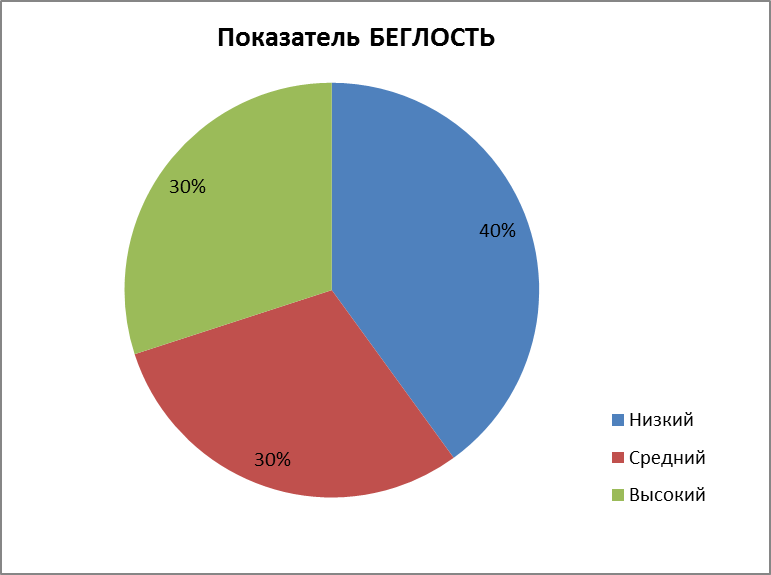 Показатель БЕГЛОСТЬ
30%
40%
30%
Низкий
Средний
Высокий